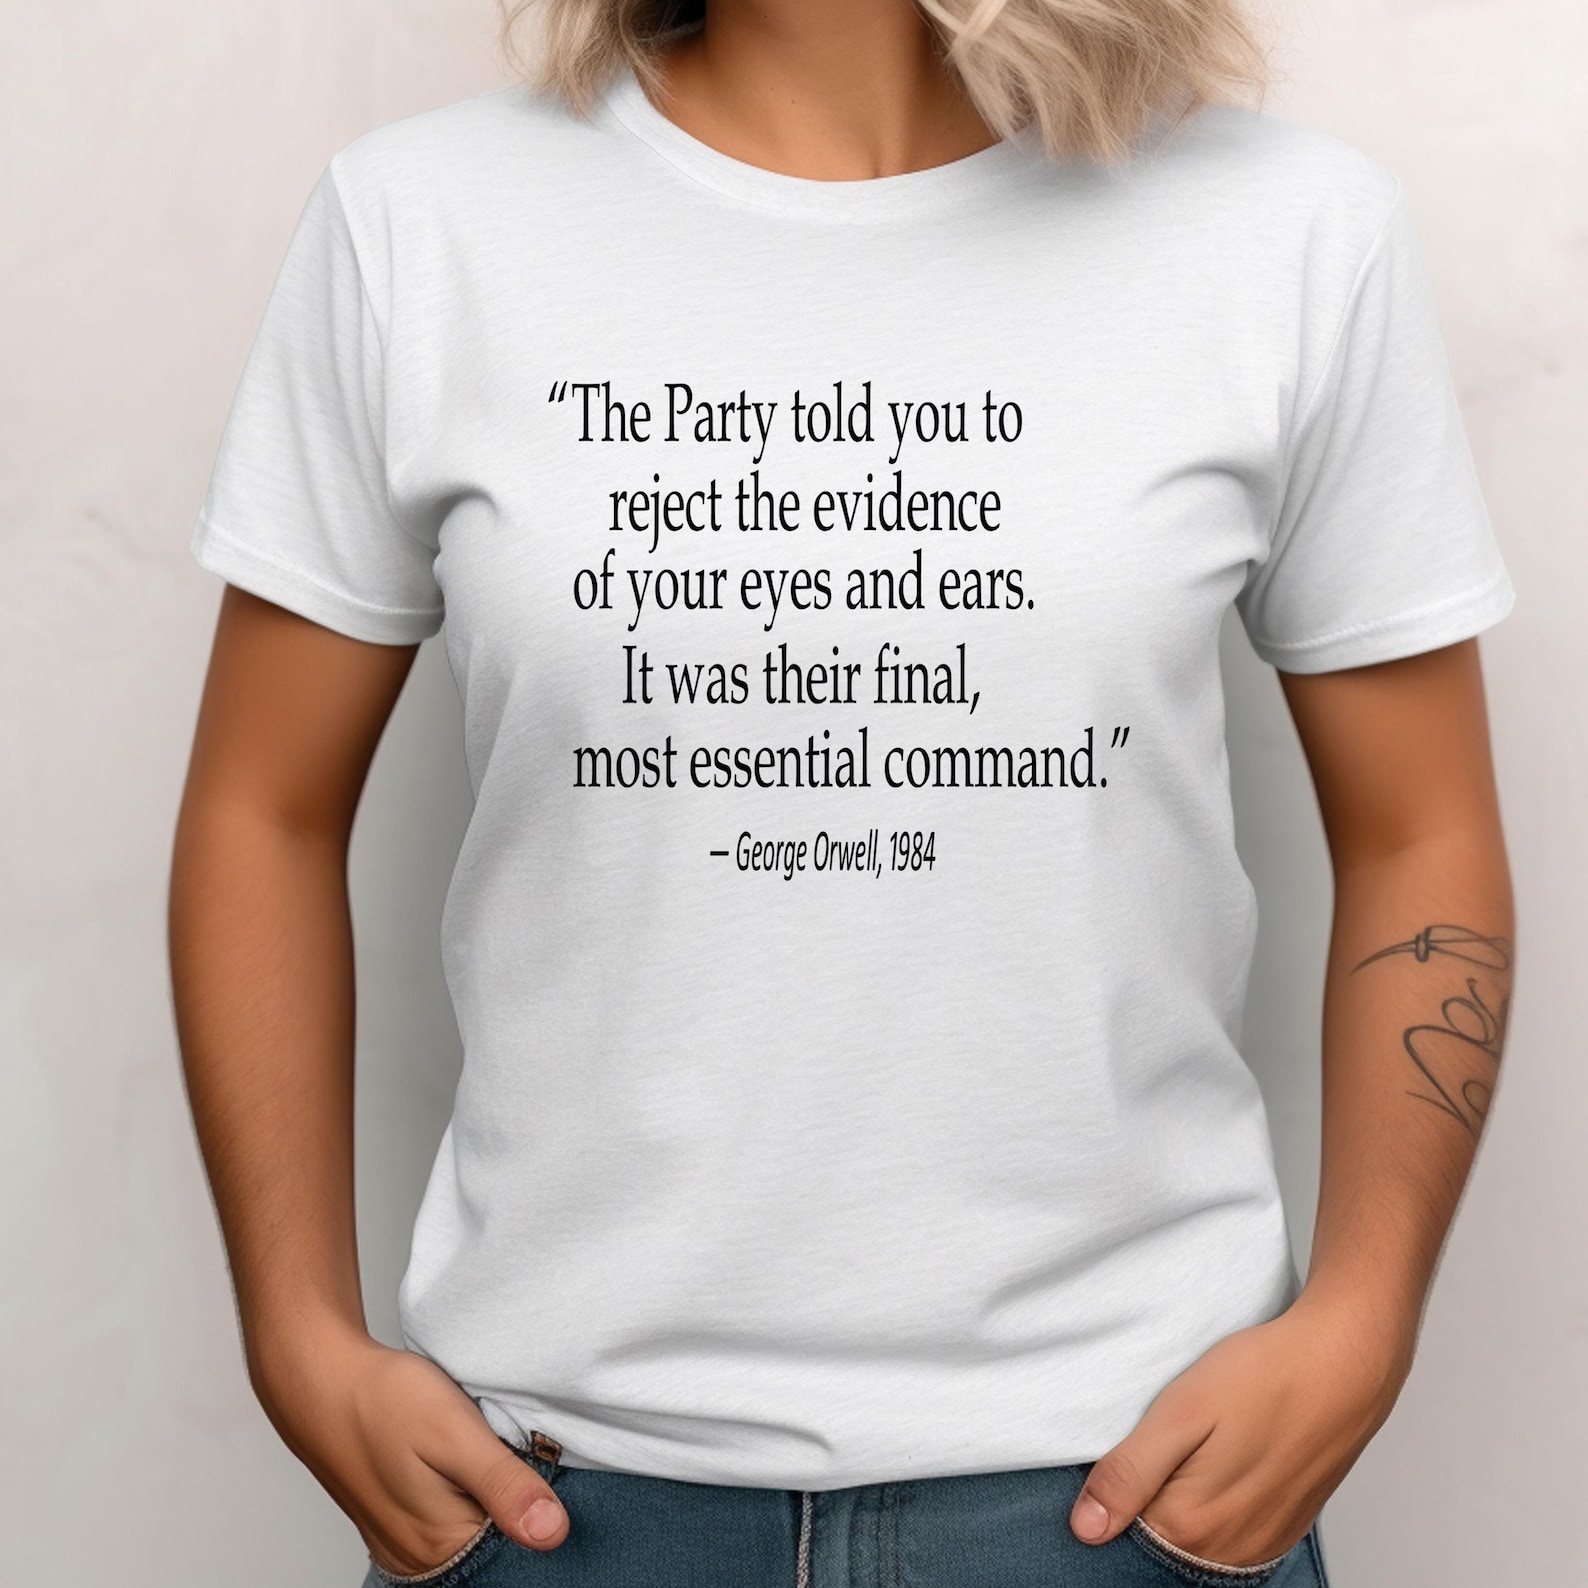 “The Party told you to
reject the evidence
of your eyes and ears.
It was their final,
most essential command.”
– George Orwell, 1984